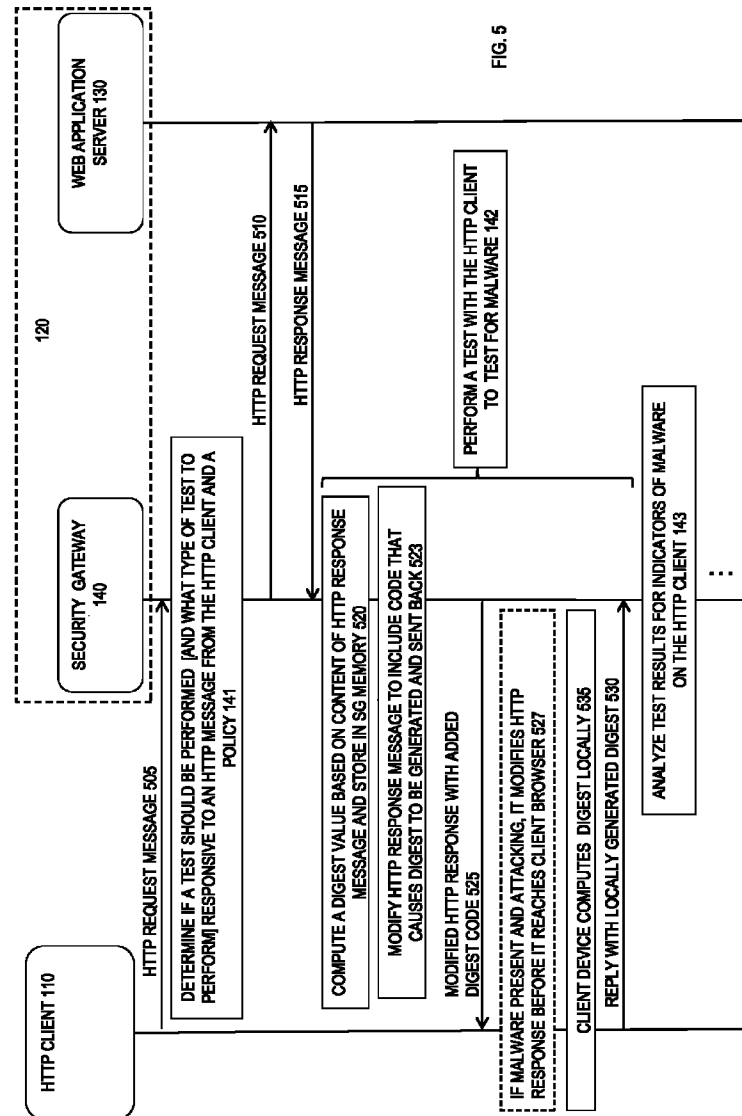 HTTP CLIENT 110
SECURITY GATEWAY
140
120
WEB APPLICATION
SERVER 130
HTTP REQUEST MESSAGE 505
DETERMINE IF A TEST SHOULD BE PERFORMED [AND WHAT TYPE OF TEST TO
PERFORM] RESPONSIVE TO AN HTTP MESSAGE FROM THE HTTP CLIENT AND A
POLICY 141
HTTP REQUEST MESSAGE 510
HTTP RESPONSE MESSAGE 515
COMPUTE A DIGEST VALUE BASED ON CONTENT OF HTTP RESPONSE
MESSAGE AND STORE IN SG MEMORY 520
MODIFY HTTP RESPONSE MESSAGE TO INCLUDE CODE THAT
CAUSES DIGEST TO BE GENERATED AND SENT BACK 523
PERFORM A TEST WITH THE HTTP CLIENT
TO TEST FOR MALWARE 142
MODIFIED HTTP RESPONSE WITH ADDED
DIGEST CODE 525
IF MALWARE PRESENT AND ATTACKING, IT MODIFIES HTTP
RESPONSE BEFORE IT REACHES CLIENT BROWSER 527
CLIENT DEVICE COMPUTES DIGEST LOCALLY 535
REPLY WITH LOCALLY GENERATED DIGEST 530
ANALYZE TEST RESULTS FOR INDICATORS OF MALWARE
ON THE HTTP CLIENT 143
...
FIG. 5